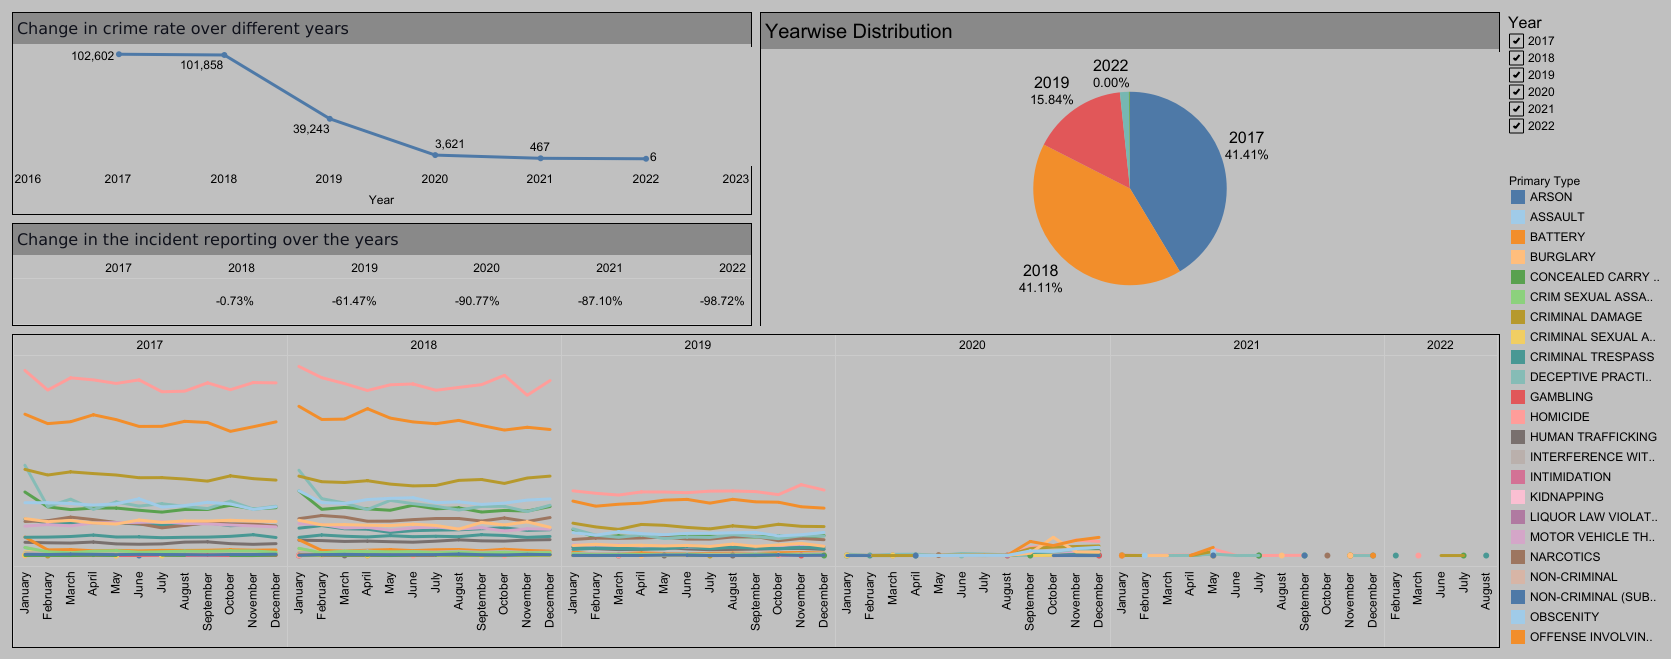 Change in crime rate over different years
102,602
101,858
39,243
3,621
467
6
2016 2017 2018 2019 2020 2021 2022 2023
Year
Change in the incident reporting over the years
2017 2018 2019 2020 2021 2022
-0.73% -61.47% -90.77% -87.10% -98.72%
Yearwise Distribution
2022
0.00%
2019
15.84%
2017
41.41%
2018
41.11%
Year
2017
2018
2019
2020
2021
2022
Primary Type
ARSON
ASSAULT
BATTERY
BURGLARY
CONCEALED CARRY ..
CRIM SEXUAL ASSA..
CRIMINAL DAMAGE
CRIMINAL SEXUAL A..
CRIMINAL TRESPASS
DECEPTIVE PRACTI..
GAMBLING
HOMICIDE
HUMAN TRAFFICKING
INTERFERENCE WIT..
INTIMIDATION
KIDNAPPING
LIQUOR LAW VIOLAT..
MOTOR VEHICLE TH..
NARCOTICS
NON-CRIMINAL
NON-CRIMINAL (SUB..
OBSCENITY
OFFENSE INVOLVIN..
2017 2018 2019 2020 2021 2022
January February March April May June July August September October November December
January February March April May June July August September October November December
January February March April May June July August September October November December
January February March April May June July August September October November December
January February March April May June July August September October November December
February March June July August